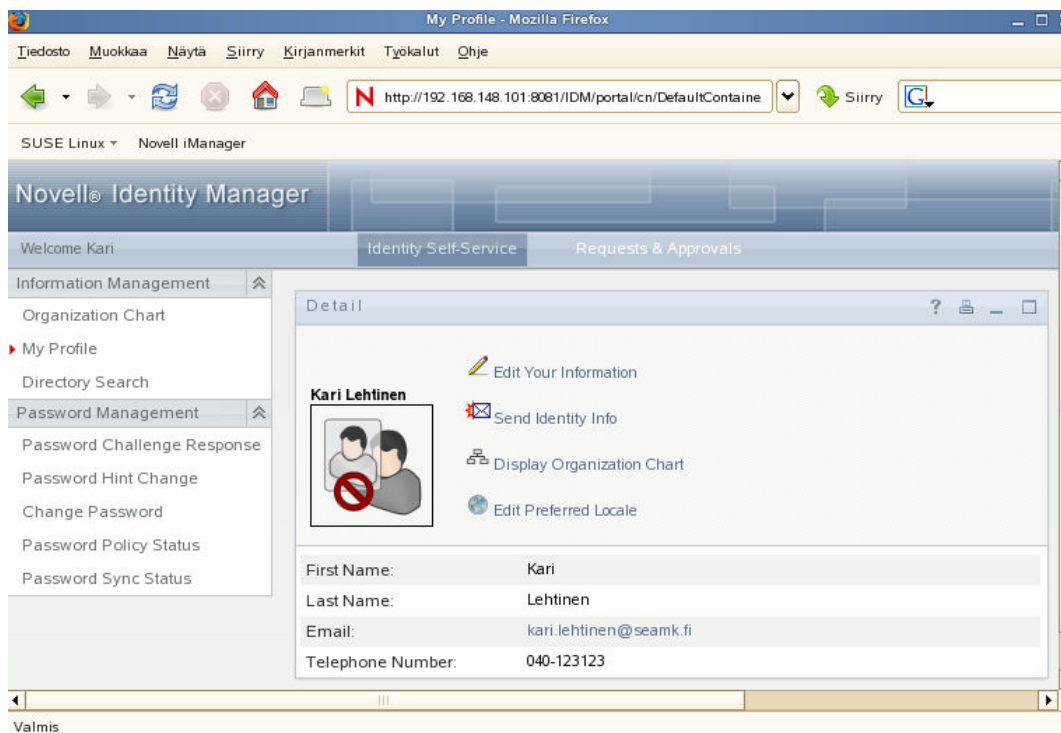 My Profile - Mozilla Firefox
Tiedosto Muokkaa Näytä Siirry Kirjanmerkit Työkalut Ohje
N http://192.168.148.101:8081/IDM/portal/cn/DefaultContaine Siirry G
SUSE Linux Novell iManager
Novell® Identity Manager
Welcome Kari Identity Self-Service Requests & Approvals
Information Management
Organization Chart
My Profile
Directory Search
Password Management
Password Challenge Response
Password Hint Change
Change Password
Password Policy Status
Password Sync Status
Detail ?
Kari Lehtinen
Edit Your Information
Send Identity Info
Display Organization Chart
Edit Preferred Locale
First Name: Kari
Last Name: Lehtinen
Email: kari.lehtinen@seamk.fi
Telephone Number: 040-123123
Valmis